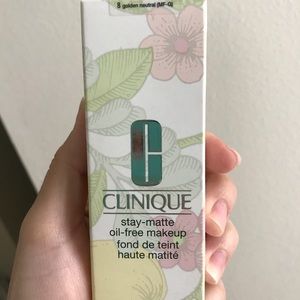 8 golden neutral (MF-G)
CLINIQUE
stay-matte
oil-free makeup
fond de teint
haute matité